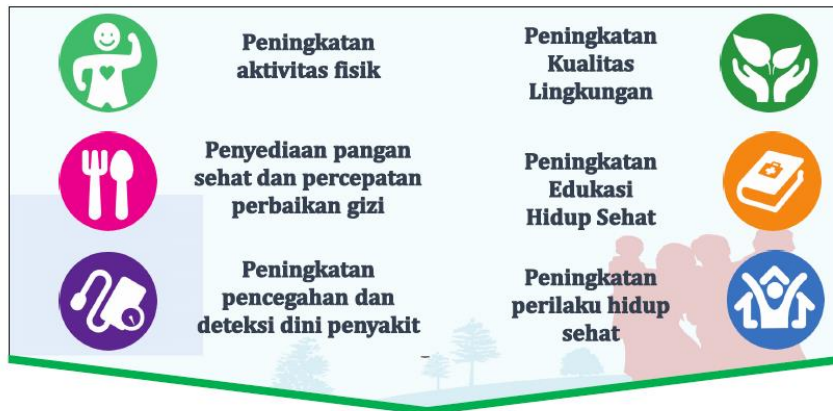 Peningkatan
aktivitas fisik
Peningkatan
Kualitas
Lingkungan
Penyediaan pangan
sehat dan percepatan
perbaikan gizi
Peningkatan
Edukasi
Hidup Sehat
Peningkatan
pencegahan dan
deteksi dini penyakit
Peningkatan
perilaku hidup
sehat